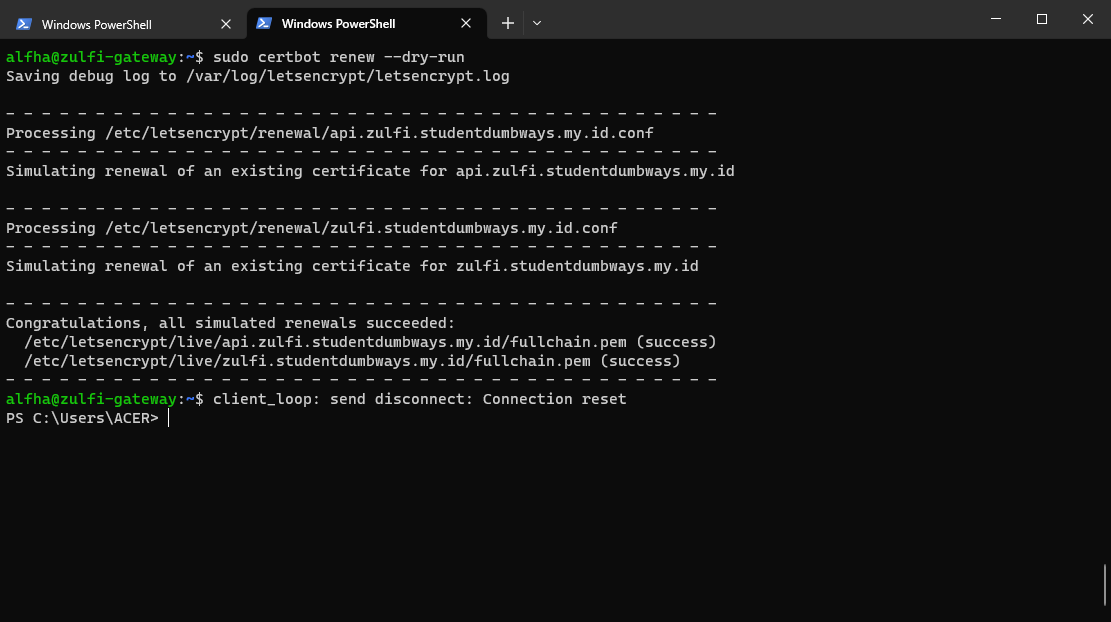 Windows PowerShell
Windows PowerShell
alfha@zulfi-gateway:~$ sudo certbot renew --dry-run
Saving debug log to /var/log/letsencrypt/letsencrypt.log
- - - - - - - - - - - - - - - - - - - - - - - - - - - - - - - - - - - - - - - -
Processing /etc/letsencrypt/renewal/api.zulfi.studentdumbways.my.id.conf
- - - - - - - - - - - - - - - - - - - - - - - - - - - - - - - - - - - - - - - -
Simulating renewal of an existing certificate for api.zulfi.studentdumbways.my.id
- - - - - - - - - - - - - - - - - - - - - - - - - - - - - - - - - - - - - - - -
Processing /etc/letsencrypt/renewal/zulfi.studentdumbways.my.id.conf
- - - - - - - - - - - - - - - - - - - - - - - - - - - - - - - - - - - - - - - -
Simulating renewal of an existing certificate for zulfi.studentdumbways.my.id
- - - - - - - - - - - - - - - - - - - - - - - - - - - - - - - - - - - - - - - -
Congratulations, all simulated renewals succeeded:
  /etc/letsencrypt/live/api.zulfi.studentdumbways.my.id/fullchain.pem (success)
  /etc/letsencrypt/live/zulfi.studentdumbways.my.id/fullchain.pem (success)
- - - - - - - - - - - - - - - - - - - - - - - - - - - - - - - - - - - - - - - -
alfha@zulfi-gateway:~$ client_loop: send disconnect: Connection reset
PS C:\Users\ACER>